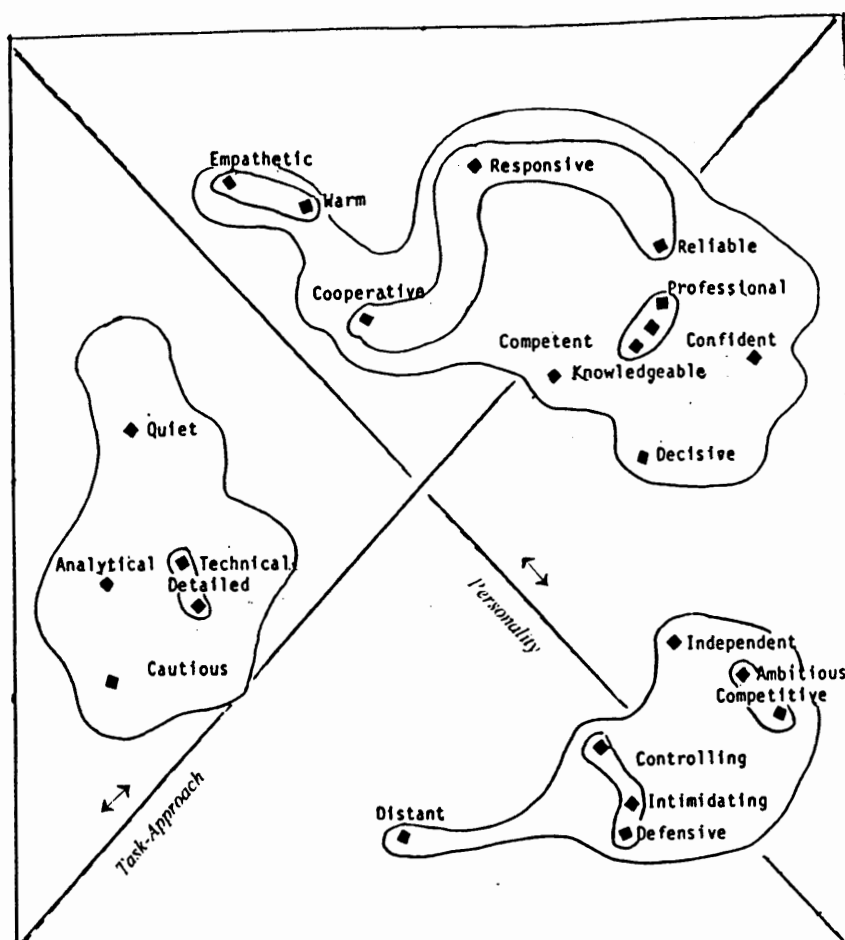 Empathetic
Responsive
Warm
Reliable
Cooperative
Professional
Competent
Confident
Knowledgeable
Quiet
Decisive
Analytical
Technical
Detailed
Personality
Independent
Cautious
Ambitious
Competitive
Controlling
Task-Approach
Intimidating
Distant
Defensive